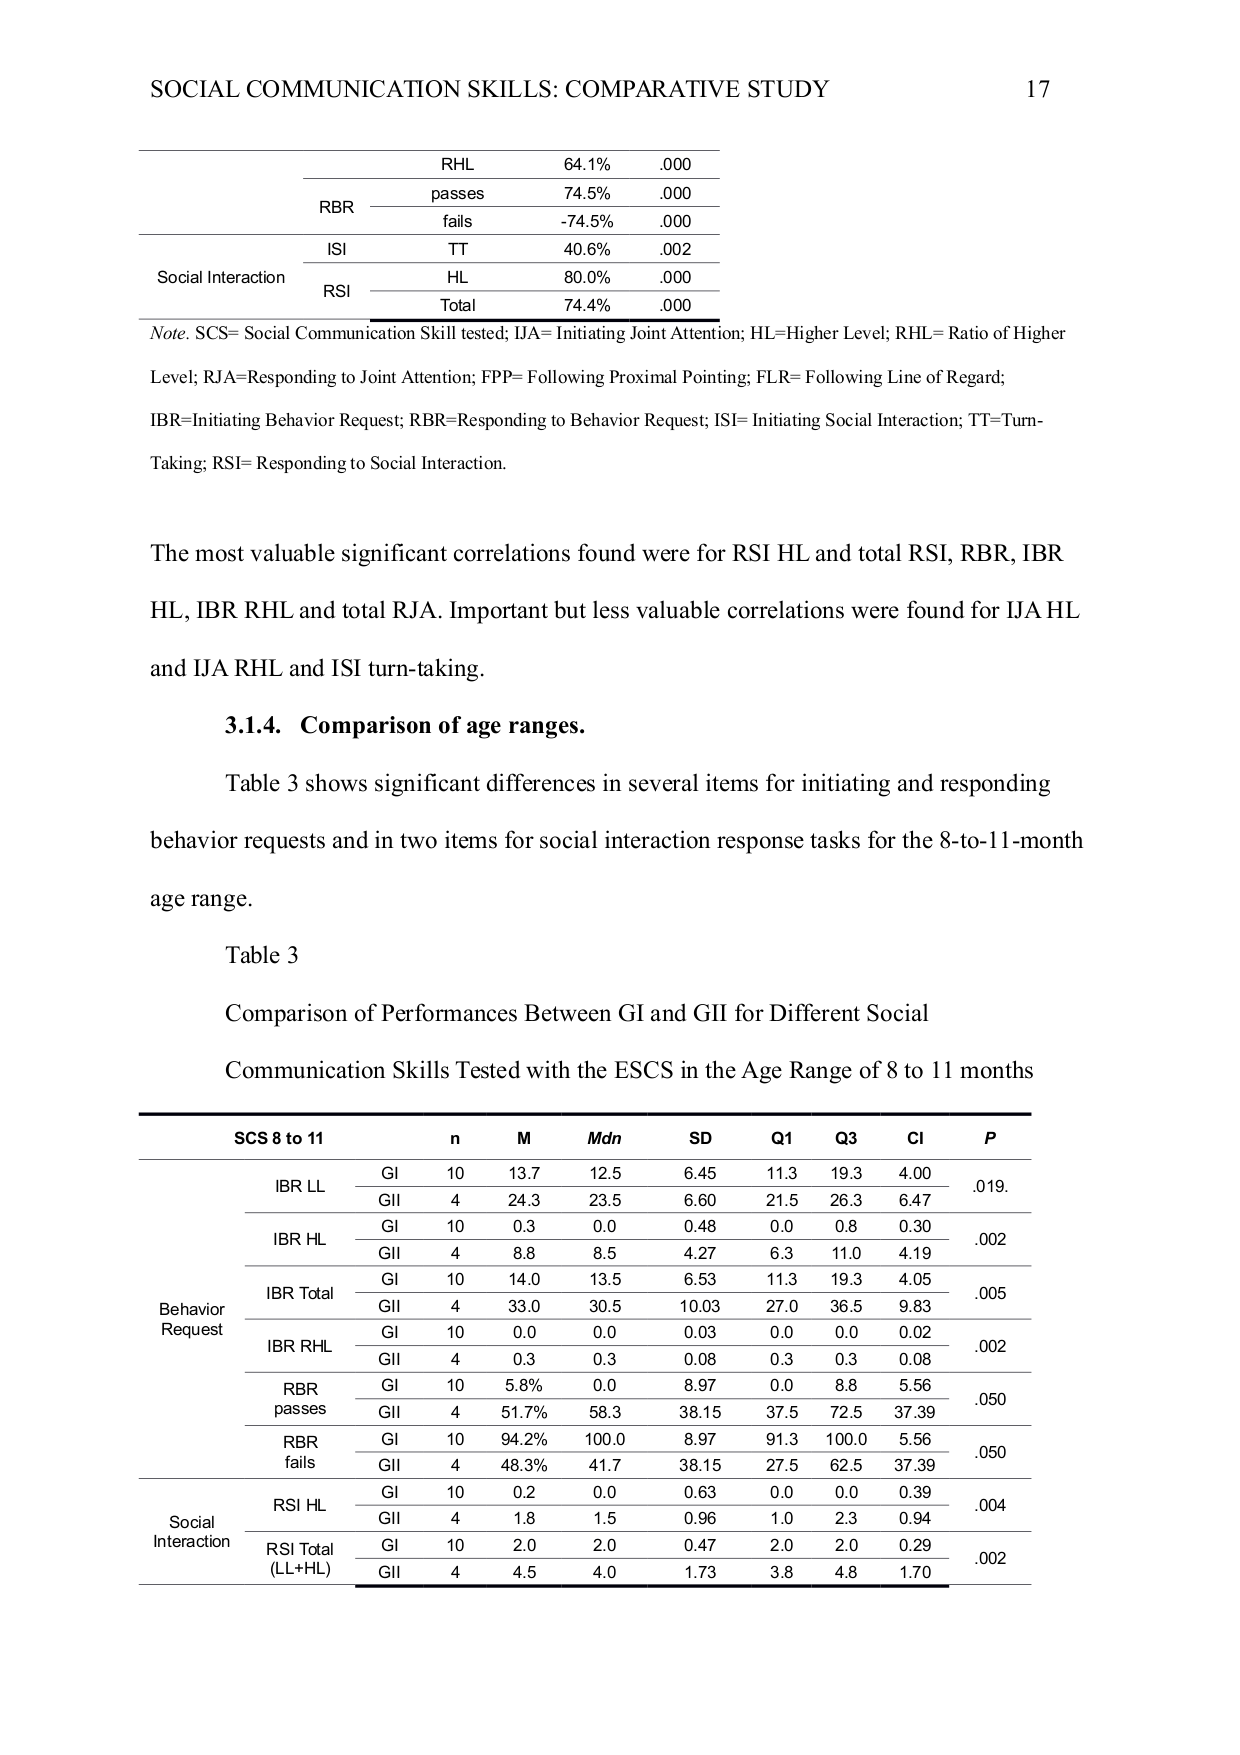 SOCIAL COMMUNICATION SKILLS: COMPARATIVE STUDY 17
RHL 64.1% .000
RBR passes 74.5% .000
fails -74.5% .000
Social Interaction ISI TT 40.6% .002
RSI HL 80.0% .000
Total 74.4% .000
Note. SCS= Social Communication Skill tested; IJA= Initiating Joint Attention; HL=Higher Level; RHL= Ratio of Higher
Level; RJA=Responding to Joint Attention; FPP= Following Proximal Pointing; FLR= Following Line of Regard;
IBR=Initiating Behavior Request; RBR=Responding to Behavior Request; ISI= Initiating Social Interaction; TT=Turn-
Taking; RSI= Responding to Social Interaction.
The most valuable significant correlations found were for RSI HL and total RSI, RBR, IBR
HL, IBR RHL and total RJA. Important but less valuable correlations were found for IJA HL
and IJA RHL and ISI turn-taking.
3.1.4. Comparison of age ranges.
Table 3 shows significant differences in several items for initiating and responding
behavior requests and in two items for social interaction response tasks for the 8-to-11-month
age range.
Table 3
Comparison of Performances Between GI and GII for Different Social
Communication Skills Tested with the ESCS in the Age Range of 8 to 11 months
SCS 8 to 11 n M Mdn SD Q1 Q3 CI P
Behavior Request IBR LL GI 10 13.7 12.5 6.45 11.3 19.3 4.00 .019.
GII 4 24.3 23.5 6.60 21.5 26.3 6.47
IBR HL GI 10 0.3 0.0 0.48 0.0 0.8 0.30 .002
GII 4 8.8 8.5 4.27 6.3 11.0 4.19
IBR Total GI 10 14.0 13.5 6.53 11.3 19.3 4.05 .005
GII 4 33.0 30.5 10.03 27.0 36.5 9.83
IBR RHL GI 10 0.0 0.0 0.03 0.0 0.0 0.02 .002
GII 4 0.3 0.3 0.08 0.3 0.3 0.08
RBR passes GI 10 5.8% 0.0 8.97 0.0 8.8 5.56 .050
GII 4 51.7% 58.3 38.15 37.5 72.5 37.39
RBR fails GI 10 94.2% 100.0 8.97 91.3 100.0 5.56 .050
GII 4 48.3% 41.7 38.15 27.5 62.5 37.39
Social Interaction RSI HL GI 10 0.2 0.0 0.63 0.0 0.0 0.39 .004
GII 4 1.8 1.5 0.96 1.0 2.3 0.94
RSI Total (LL+HL) GI 10 2.0 2.0 0.47 2.0 2.0 0.29 .002
GII 4 4.5 4.0 1.73 3.8 4.8 1.70